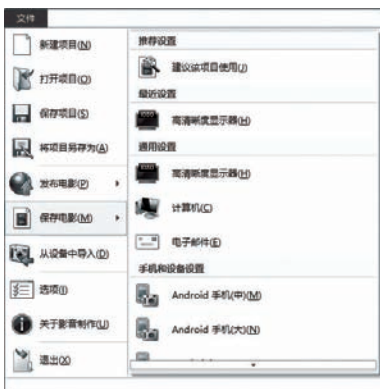 文件
新建项目(N)
打开项目(O)
保存项目(S)
将项目另存为(A)
发布电影(P)
保存电影(M)
从设备中导入(D)
选项(I)
关于影音制作(U)
退出(X)
推荐设置
建议该项目使用(J)
最近设置
高清晰度显示器(H)
通用设置
高清晰度显示器(H)
计算机(C)
电子邮件(E)
手机和设备设置
Android 手机(中)(M)
Android 手机(大)(N)